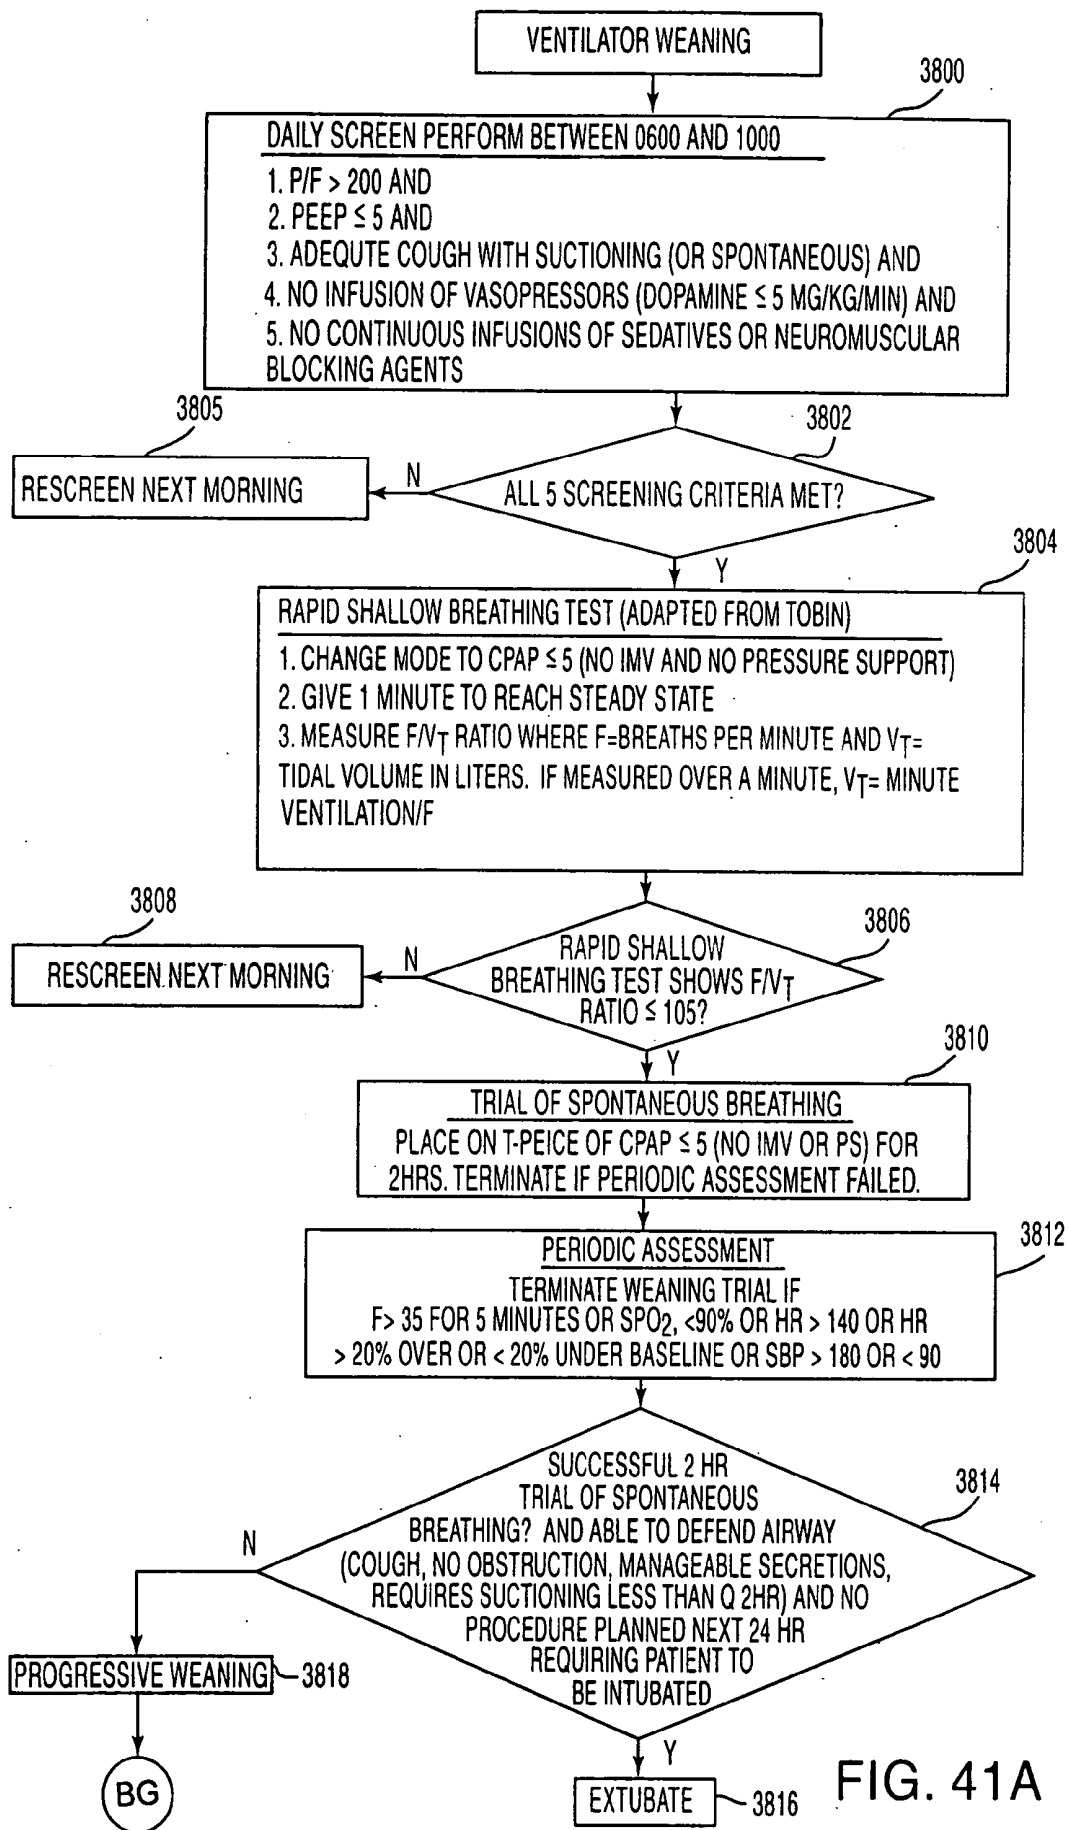 VENTILATOR WEANING
3800
DAILY SCREEN PERFORM BETWEEN 0600 AND 1000
1. P/F > 200 AND
2. PEEP ≤ 5 AND
3. ADEQUTE COUGH WITH SUCTIONING (OR SPONTANEOUS) AND
4. NO INFUSION OF VASOPRESSORS (DOPAMINE ≤ 5 MG/KG/MIN) AND
5. NO CONTINUOUS INFUSIONS OF SEDATIVES OR NEUROMUSCULAR
BLOCKING AGENTS
3805
3802
RESCREEN NEXT MORNING
N
ALL 5 SCREENING CRITERIA MET?
Y
3804
RAPID SHALLOW BREATHING TEST (ADAPTED FROM TOBIN)
1. CHANGE MODE TO CPAP ≤ 5 (NO IMV AND NO PRESSURE SUPPORT)
2. GIVE 1 MINUTE TO REACH STEADY STATE
3. MEASURE F/VT RATIO WHERE F=BREATHS PER MINUTE AND VT=
TIDAL VOLUME IN LITERS. IF MEASURED OVER A MINUTE, VT= MINUTE
VENTILATION/F
3808
3806
RESCREEN NEXT MORNING
N
RAPID SHALLOW
BREATHING TEST SHOWS F/VT
RATIO ≤ 105?
Y
3810
TRIAL OF SPONTANEOUS BREATHING
PLACE ON T-PEICE OF CPAP ≤ 5 (NO IMV OR PS) FOR
2HRS. TERMINATE IF PERIODIC ASSESSMENT FAILED.
3812
PERIODIC ASSESSMENT
TERMINATE WEANING TRIAL IF
F> 35 FOR 5 MINUTES OR SPO2, <90% OR HR > 140 OR HR
> 20% OVER OR < 20% UNDER BASELINE OR SBP > 180 OR < 90
3814
SUCCESSFUL 2 HR
TRIAL OF SPONTANEOUS
BREATHING? AND ABLE TO DEFEND AIRWAY
(COUGH, NO OBSTRUCTION, MANAGEABLE SECRETIONS,
REQUIRES SUCTIONING LESS THAN Q 2HR) AND NO
PROCEDURE PLANNED NEXT 24 HR
REQUIRING PATIENT TO
BE INTUBATED
N
PROGRESSIVE WEANING
3818
BG
Y
EXTUBATE
3816
FIG. 41A